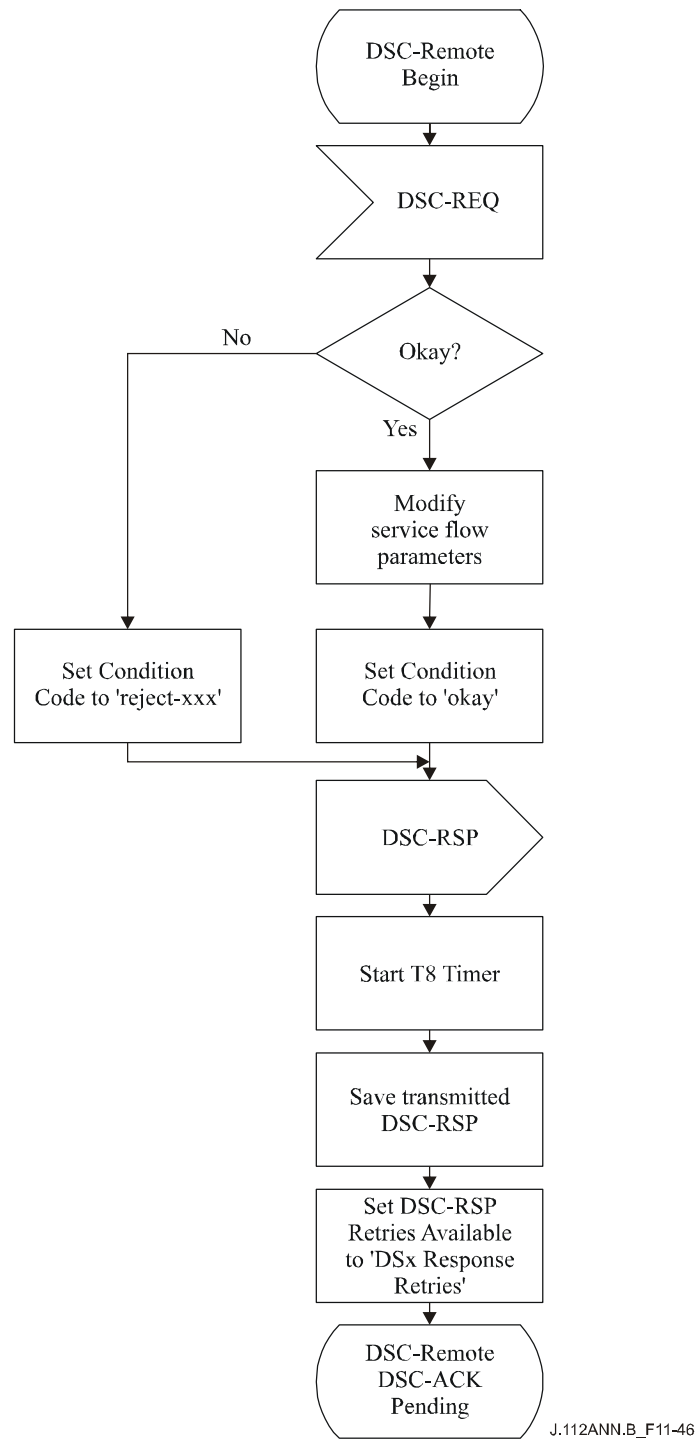 DSC-Remote
Begin
DSC-REQ
No
Okay?
Yes
Modify
service flow
parameters
Set Condition
Code to 'reject-xxx'
Set Condition
Code to 'okay'
DSC-RSP
Start T8 Timer
Save transmitted
DSC-RSP
Set DSC-RSP
Retries Available
to 'DSx Response
Retries'
DSC-Remote
DSC-ACK
Pending
J.112ANN.B_F11-46